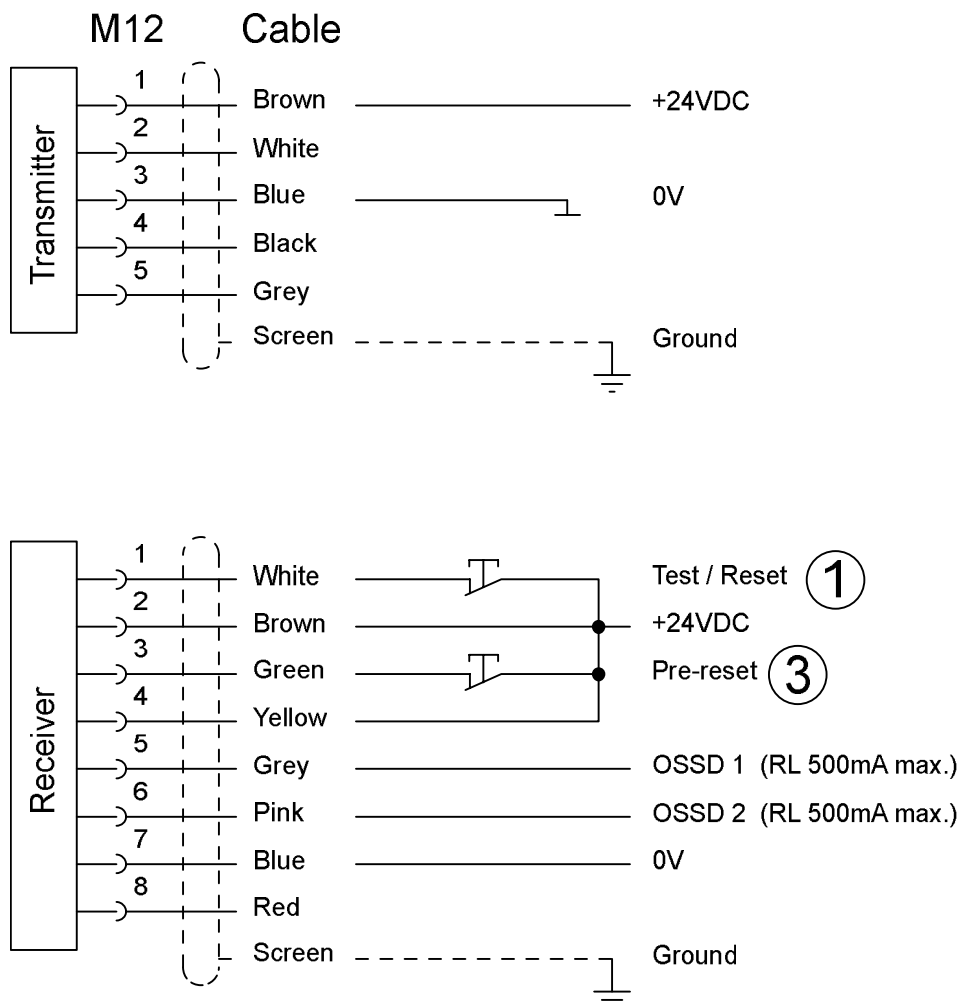 M12 Cable
Transmitter
1 Brown +24VDC
2 White
3 Blue 0V
4 Black
5 Grey
Screen Ground
Receiver
1 White Test / Reset 1
2 Brown +24VDC
3 Green Pre-reset 3
4 Yellow
5 Grey OSSD 1 (RL 500mA max.)
6 Pink OSSD 2 (RL 500mA max.)
7 Blue 0V
8 Red
Screen Ground